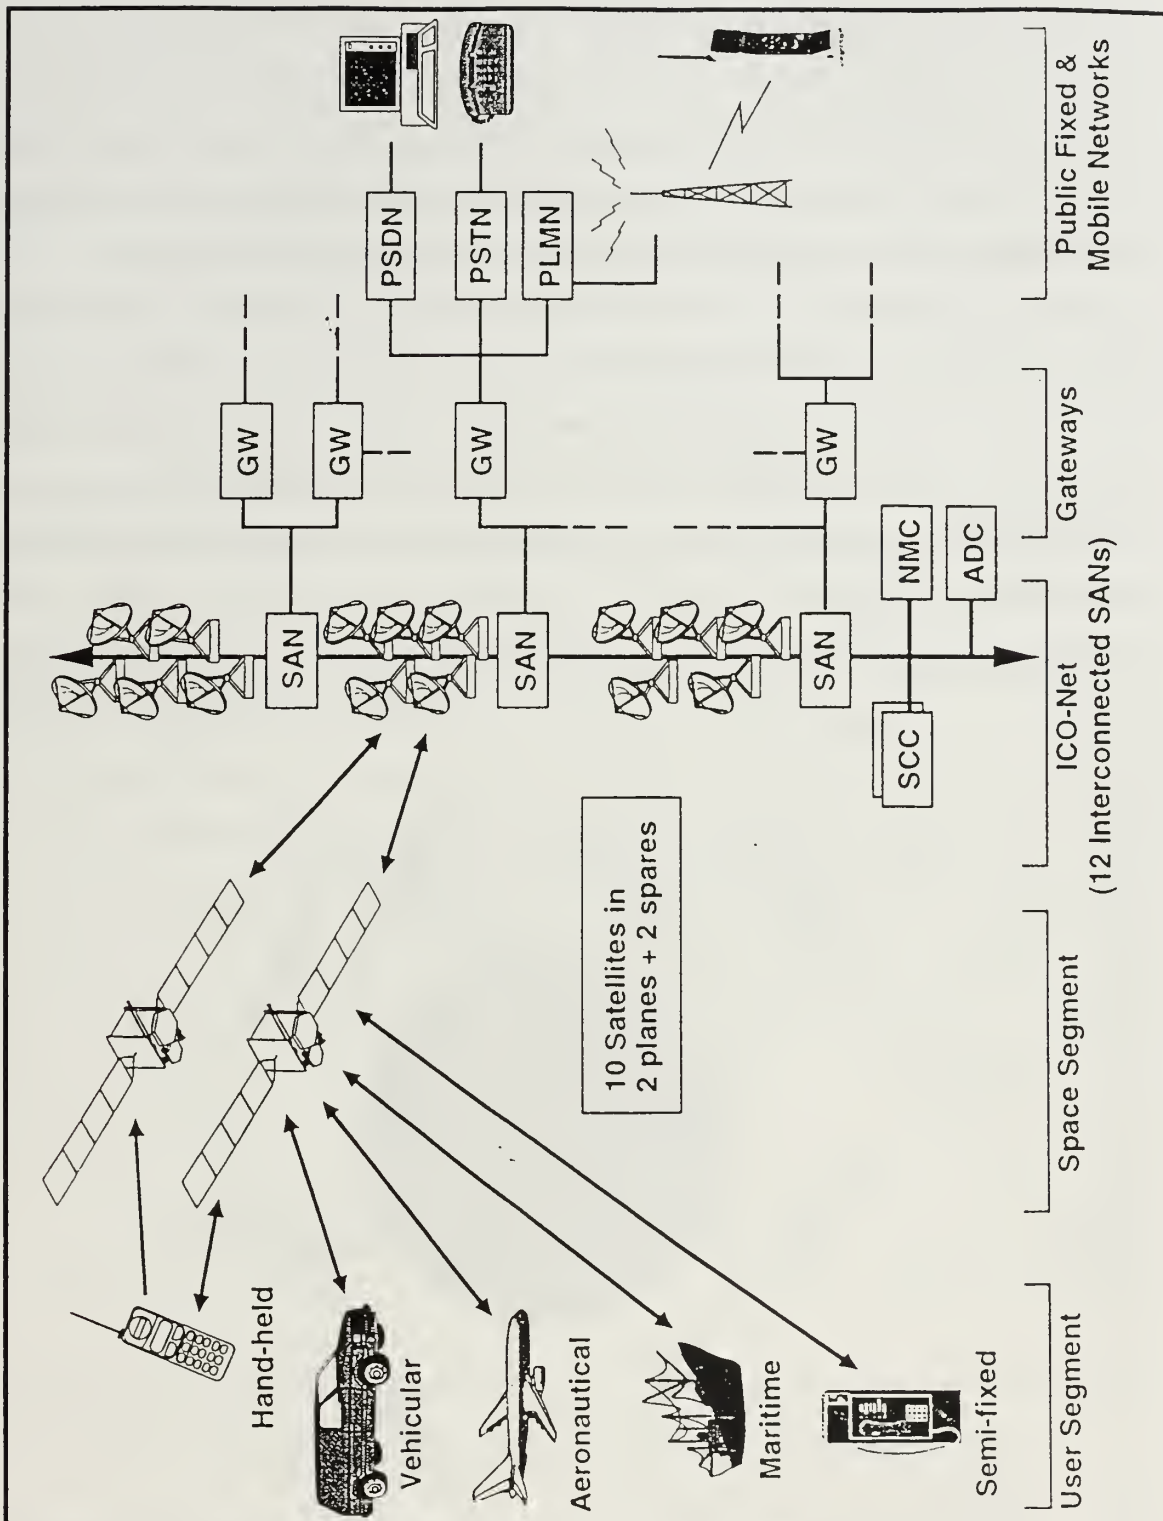 Hand-held
Vehicular
Aeronautical
Maritime
Semi-fixed
User Segment
10 Satellites in
2 planes + 2 spares
Space Segment
SAN
SAN
SAN
SCC
NMC
ADC
ICO-Net
(12 Interconnected SANs)
GW
GW
GW
GW
Gateways
PSDN
PSTN
PLMN
Public Fixed &
Mobile Networks